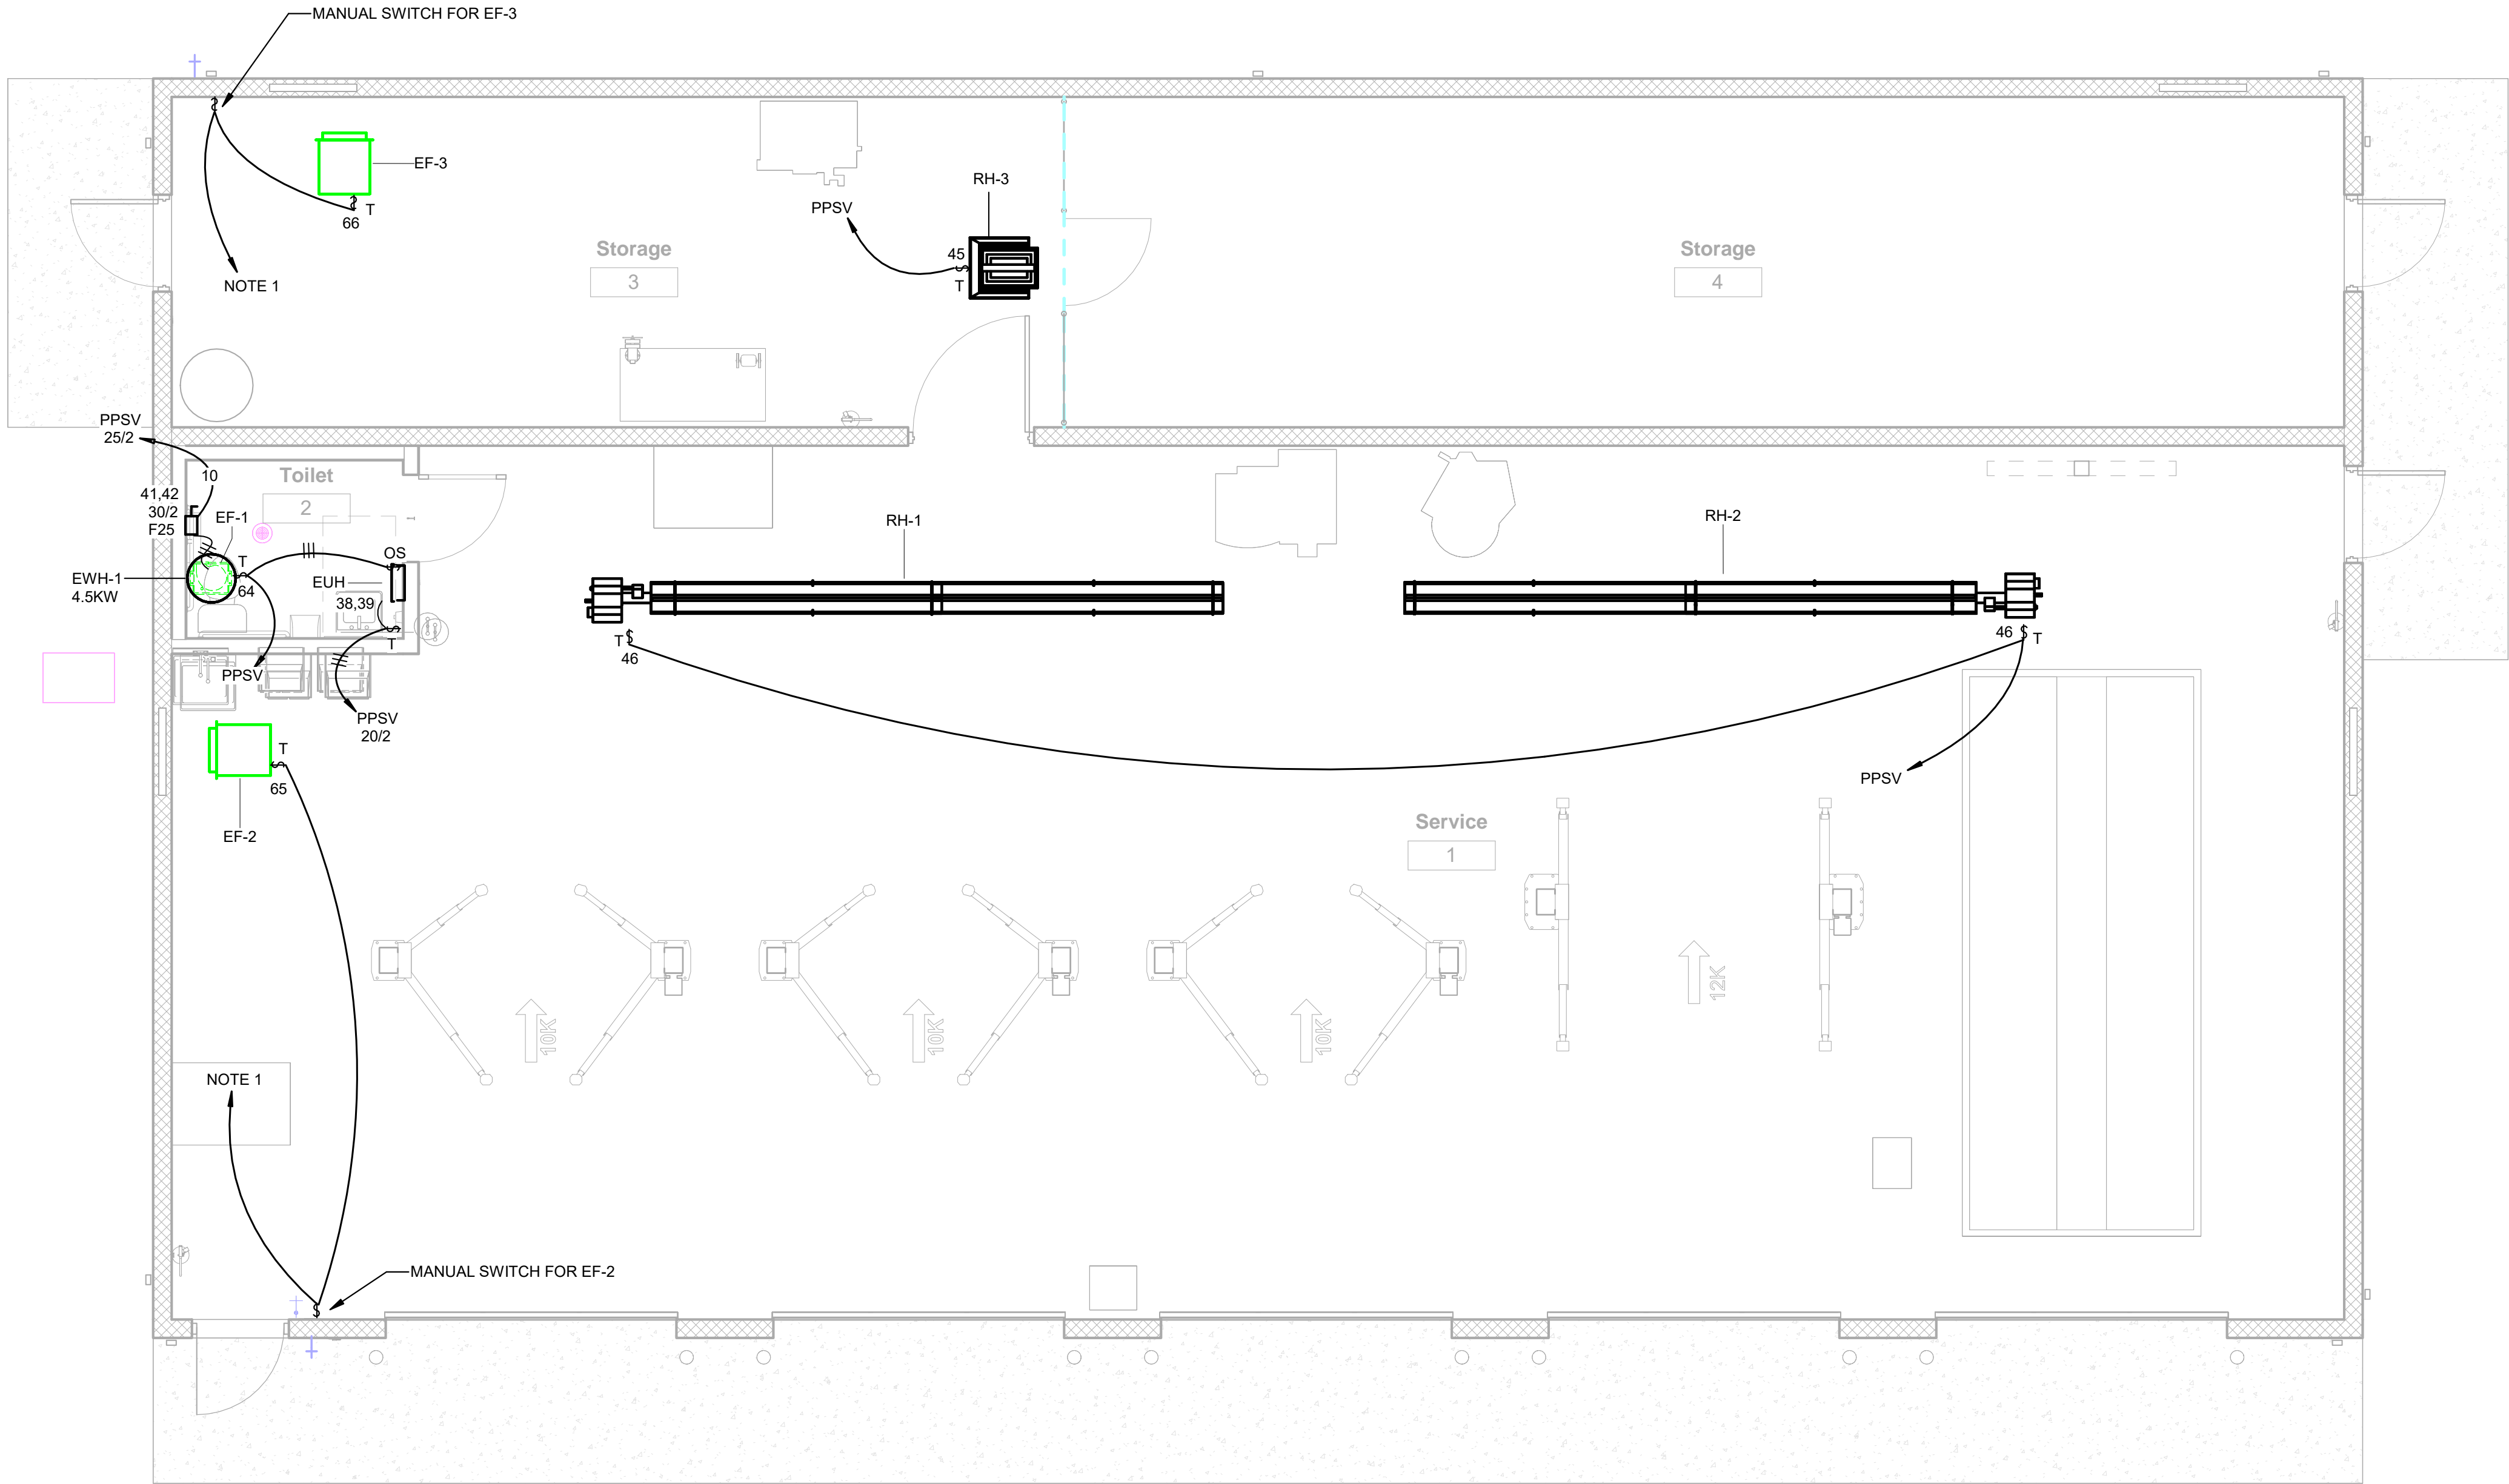 MANUAL SWITCH FOR EF-3
EF-3
T
66
NOTE 1
RH-3
PPSV
45
T
Storage
3
Storage
4
PPSV
25/2
10
41,42
30/2
F25
Toilet
2
EF-1
T
64
OS
EUH
38,39
T
EWH-1
4.5KW
PPSV
PPSV
20/2
RH-1
RH-2
T
46
46
T
PPSV
T
65
EF-2
Service
1
10K
10K
10K
12K
NOTE 1
MANUAL SWITCH FOR EF-2